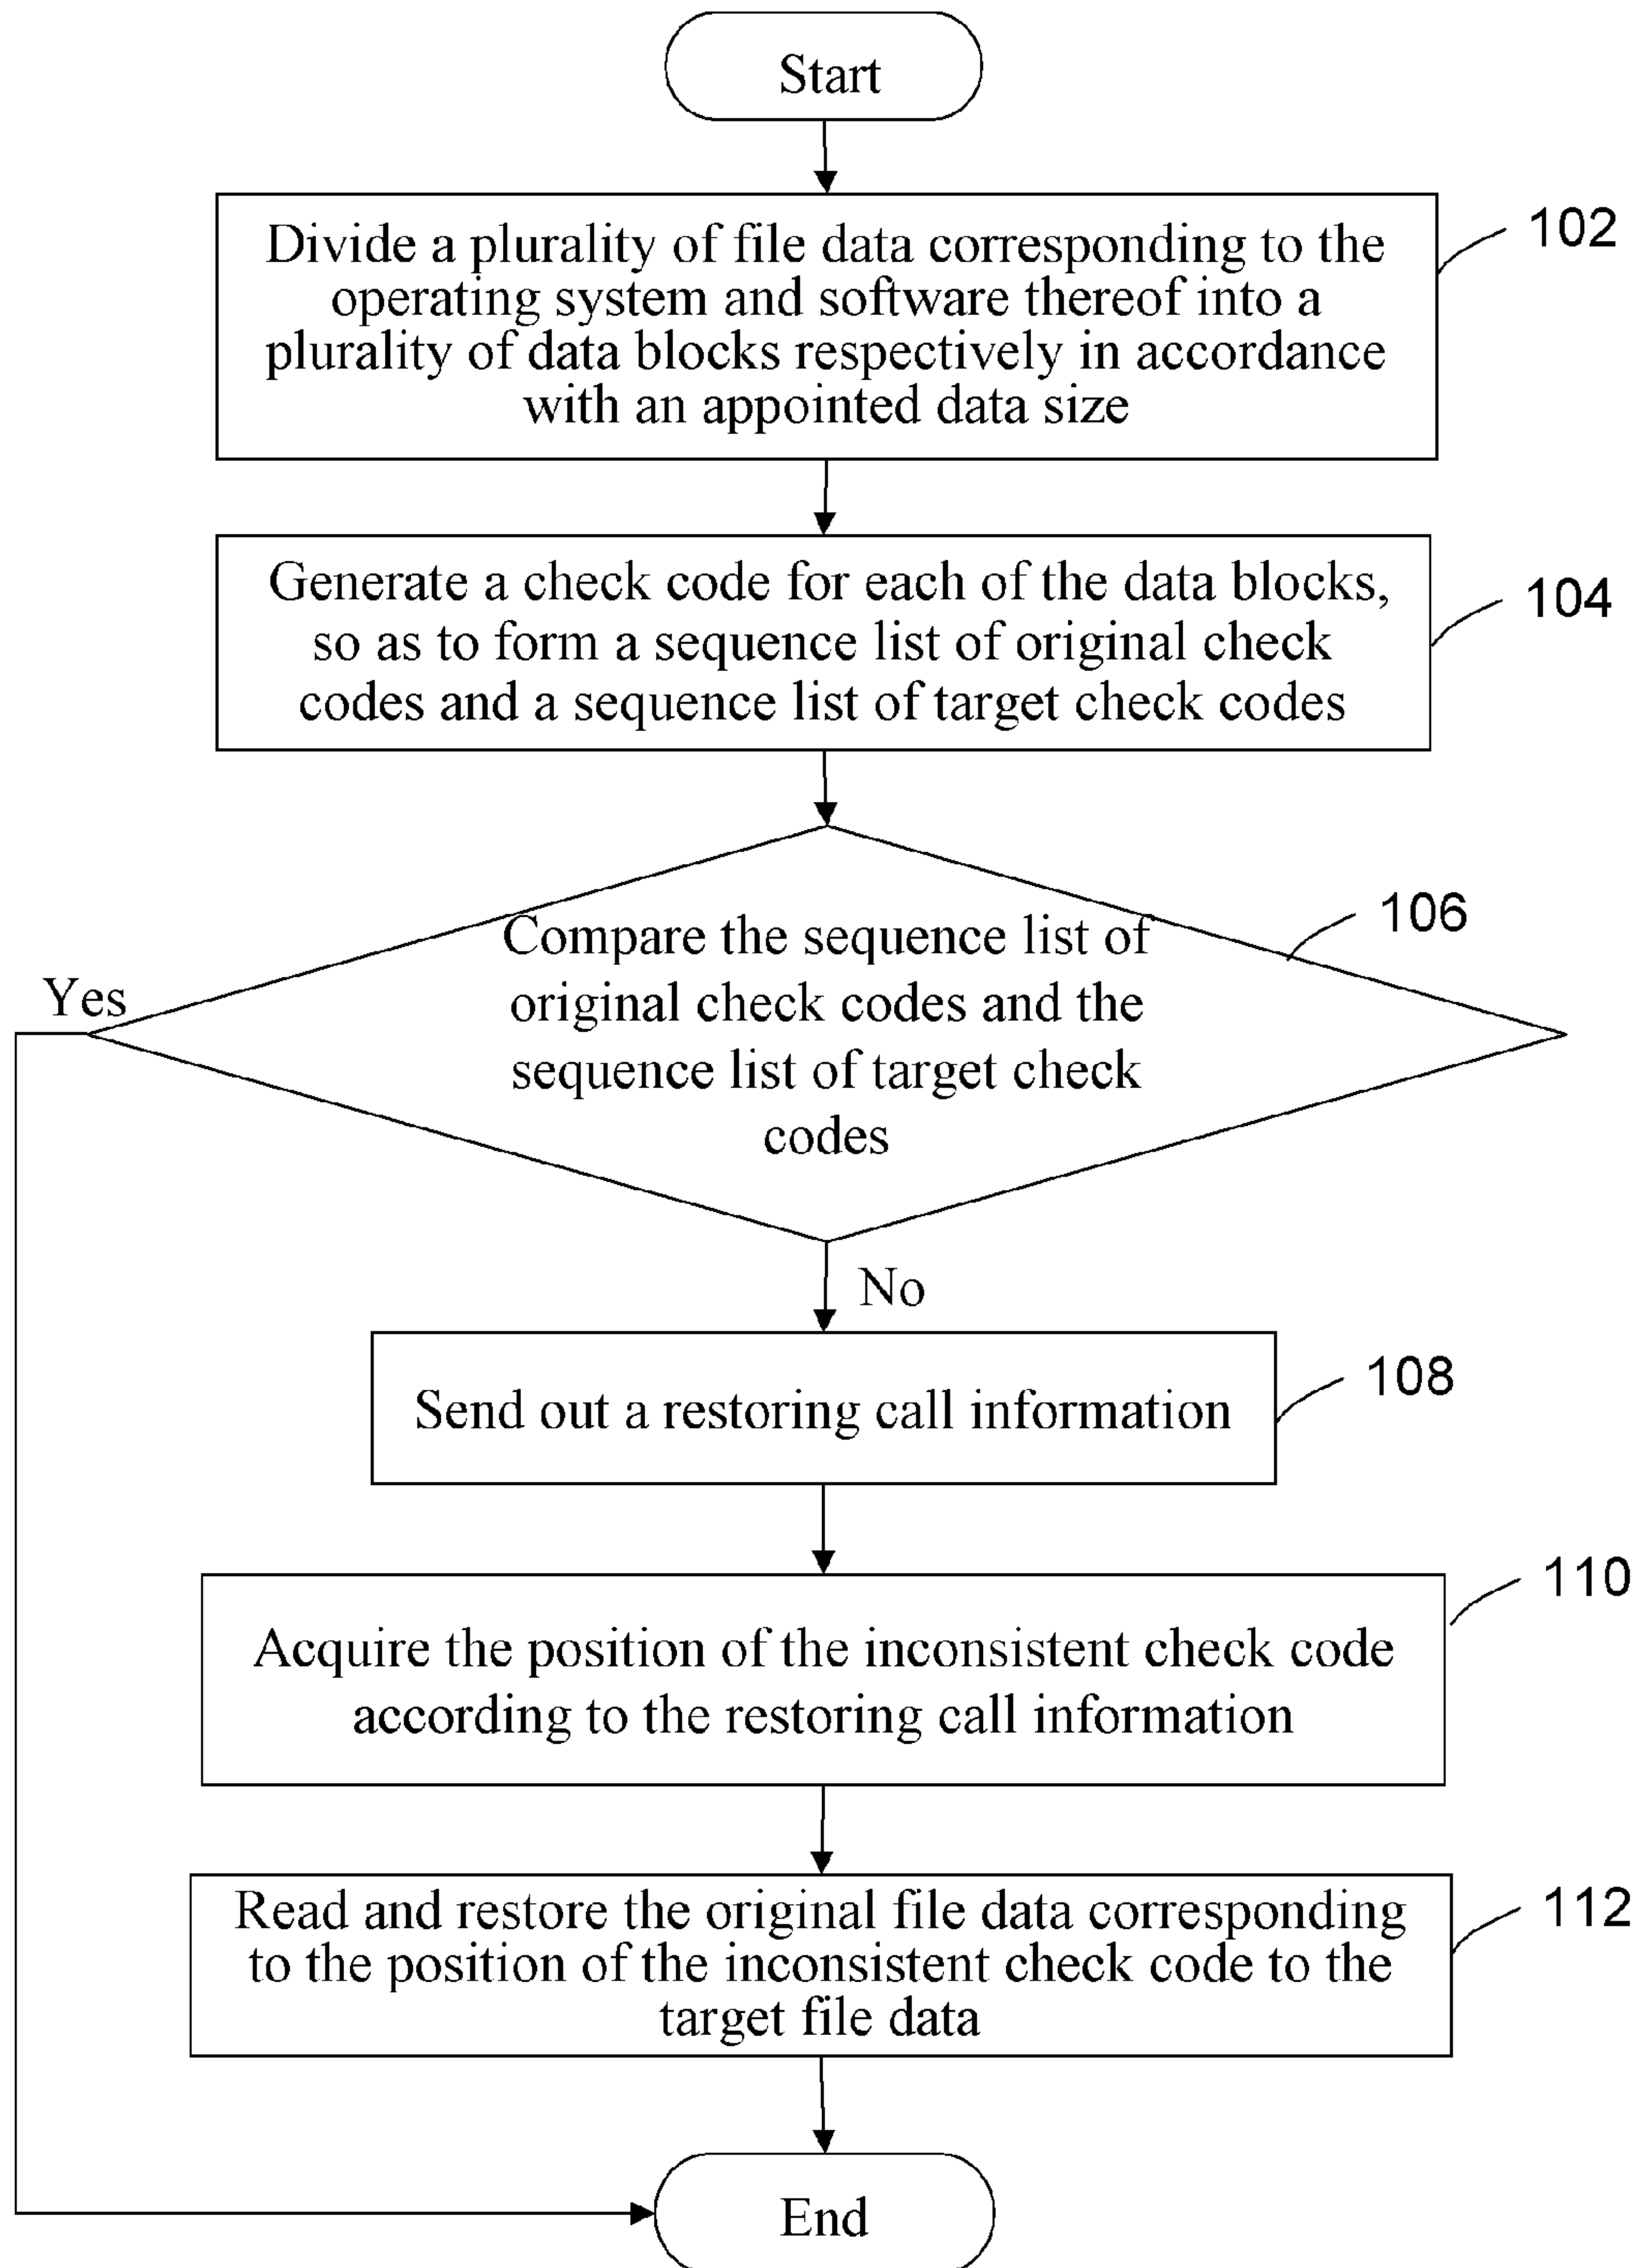 Start
Divide a plurality of file data corresponding to the
operating system and software thereof into a
plurality of data blocks respectively in accordance
with an appointed data size
102
Generate a check code for each of the data blocks,
so as to form a sequence list of original check
codes and a sequence list of target check codes
104
Compare the sequence list of
original check codes and the
sequence list of target check
codes
106
Yes
No
Send out a restoring call information
108
Acquire the position of the inconsistent check code
according to the restoring call information
110
Read and restore the original file data corresponding
to the position of the inconsistent check code to the
target file data
112
End